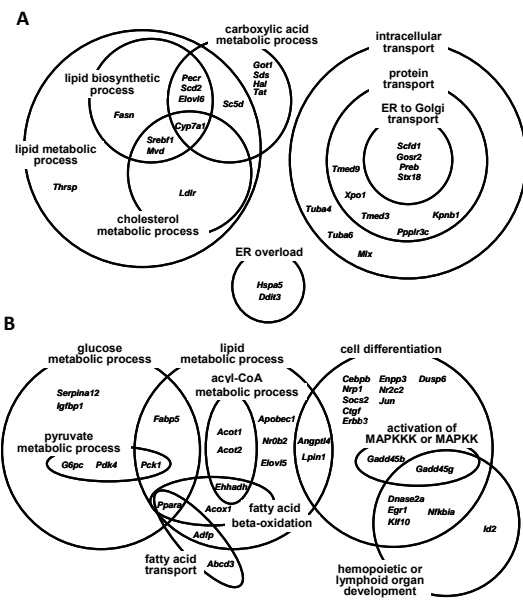 A
carboxylic acid
metabolic process
intracellular
transport
lipid biosynthetic
process
Pecr
Scd2
Elovl6
Got1
Sds
Hal
Tat
protein
transport
Fasn
Sc5d
ER to Golgi
transport
Cyp7a1
Srebf1
Mvd
lipid metabolic
process
Scfd1
Gosr2
Preb
Stx18
Tmed9
Thrsp
Ldlr
Xpo1
Tuba4
Tmed3
Kpnb1
cholesterol
metabolic process
Tuba6
Ppplr3c
Mlx
ER overload
Hspa5
Ddit3
B
glucose
metabolic process
lipid
metabolic process
cell differentiation
acyl-CoA
metabolic process
Serpina12
Igfbp1
Cebpb
Nrp1
Socs2
Ctgf
Erbb3
Enpp3
Nr2c2
Jun
Dusp6
Fabp5
Apobec1
pyruvate
metabolic process
Acot1
Acot2
Nr0b2
Angptl4
activation of
MAPKKK or MAPKK
G6pc
Pdk4
Pck1
Elovl5
Lpin1
Gadd45b
Gadd45g
Ehhadh
Ppara
Acox1
fatty acid
beta-oxidation
Dnase2a
Egr1
Klf10
Nfkbia
Id2
Adfp
fatty acid
transport
Abcd3
hemopoietic or
lymphoid organ
development